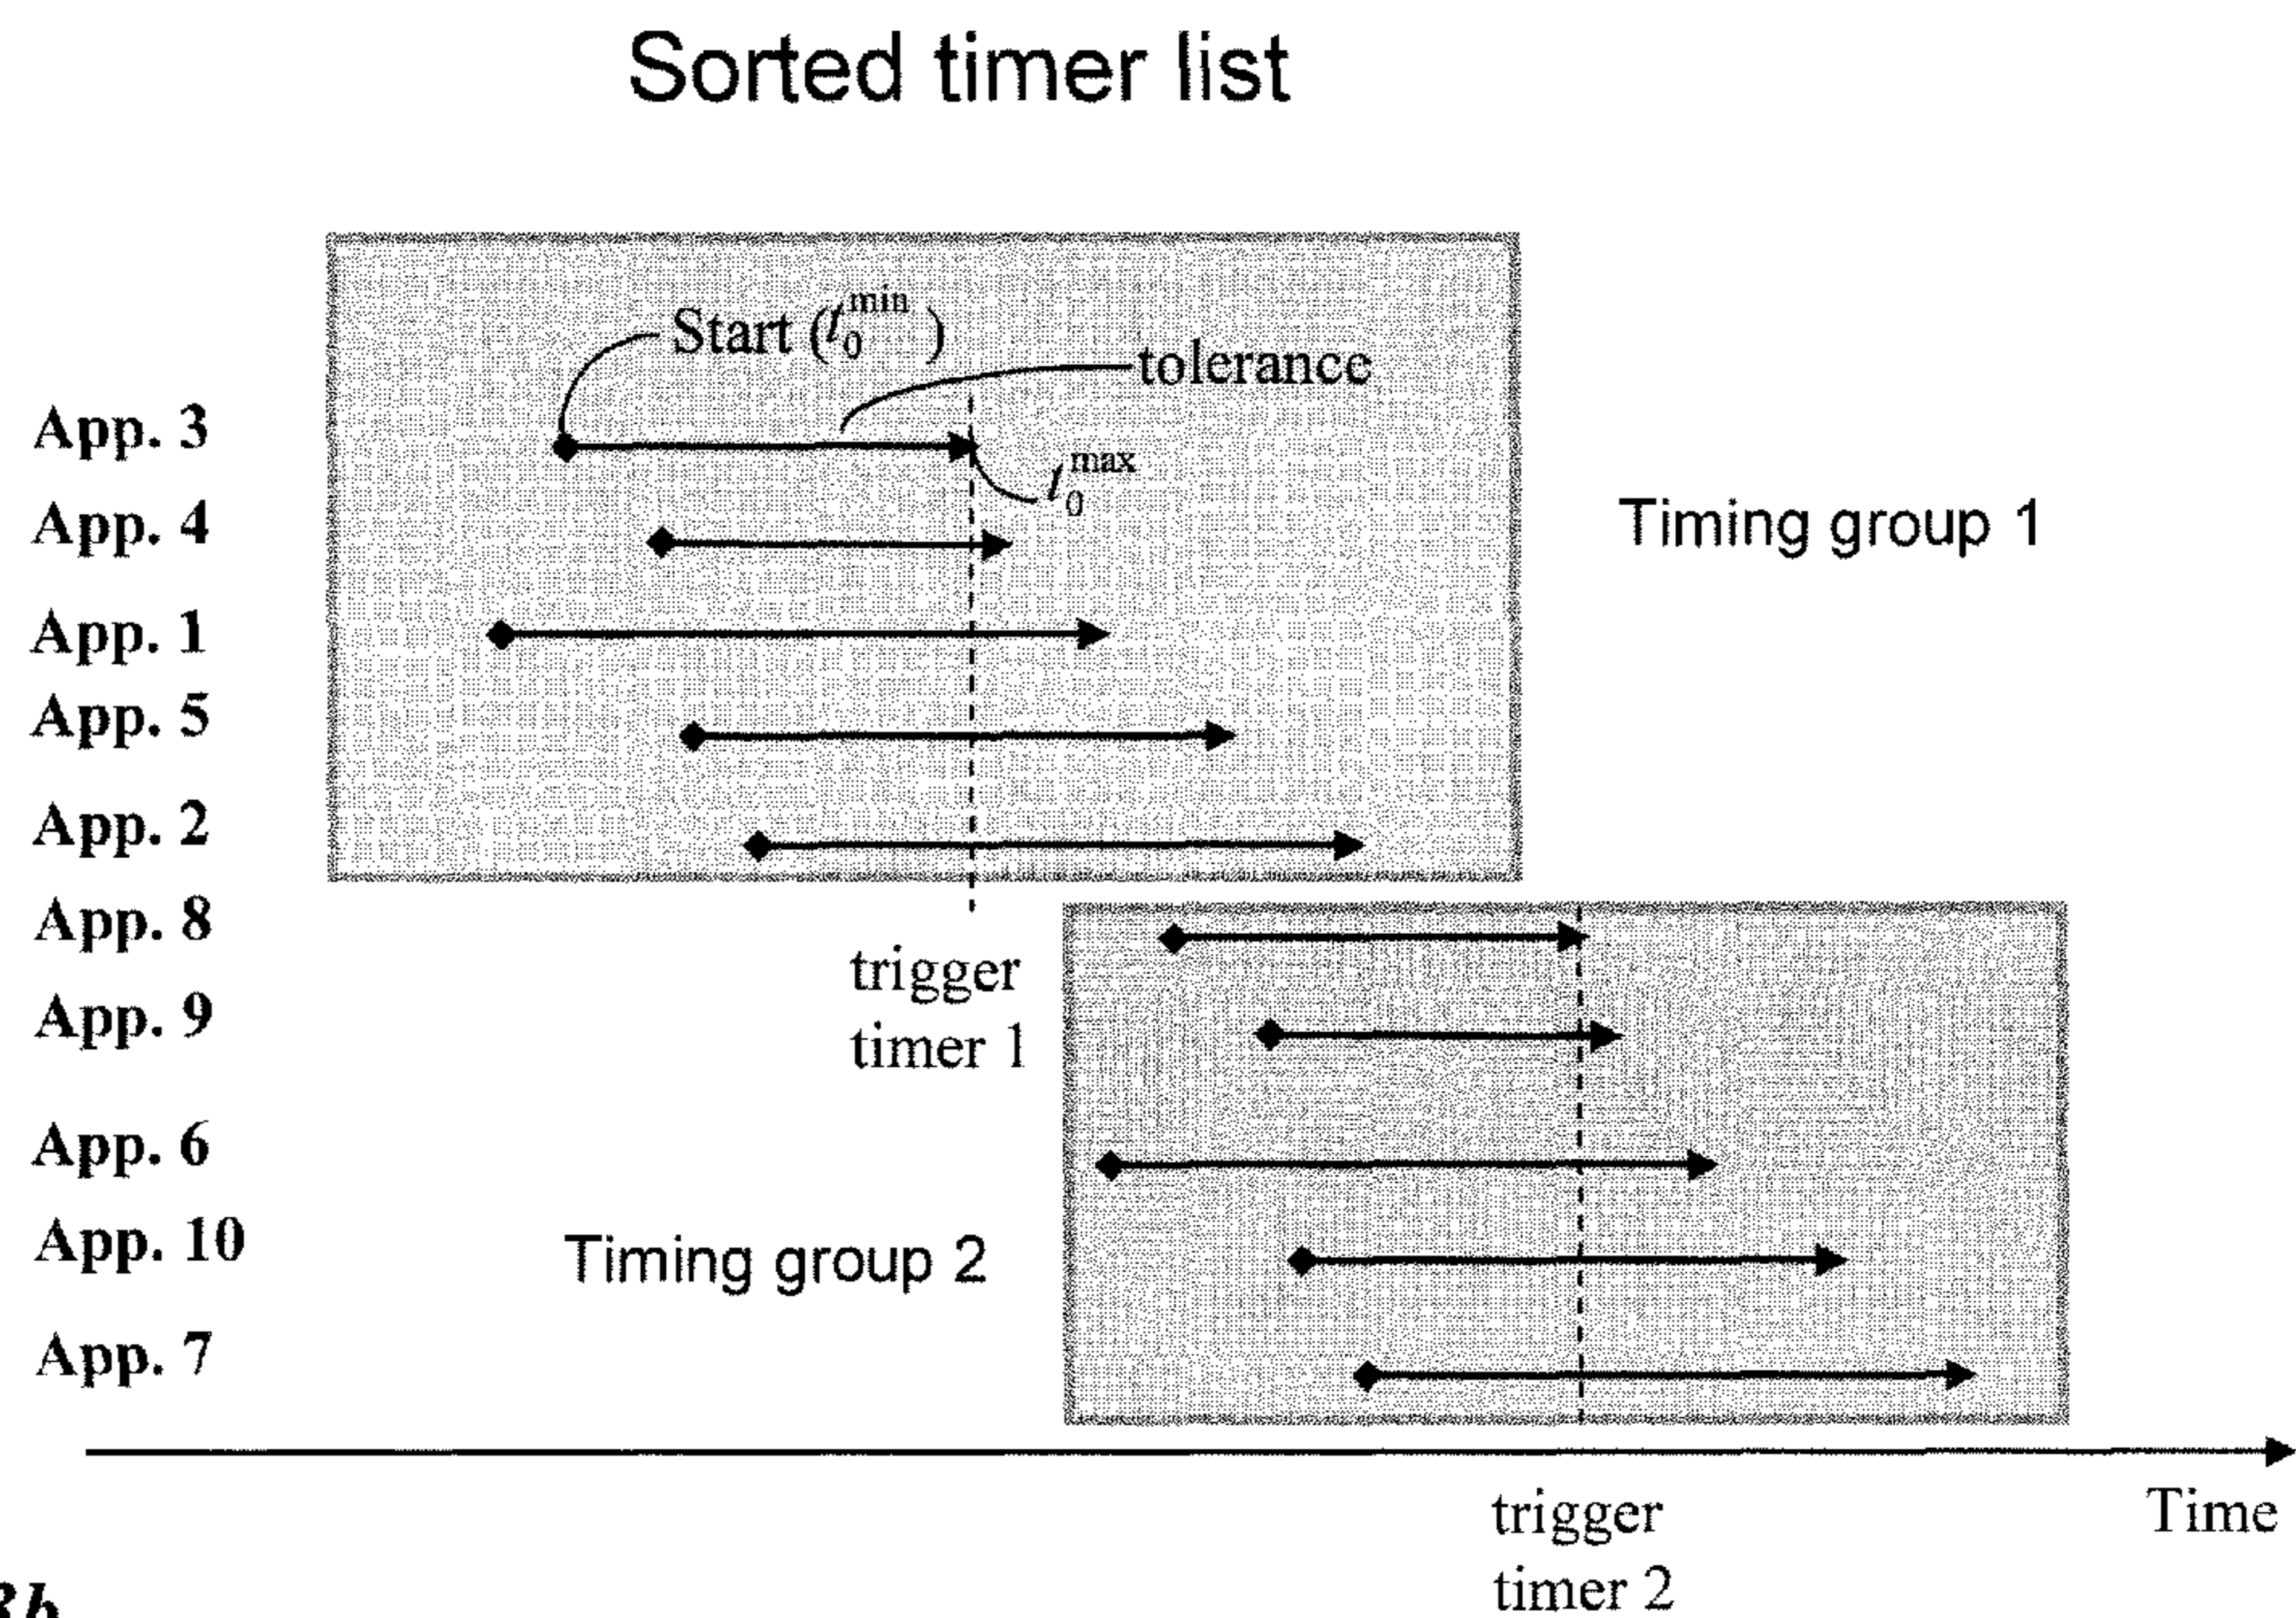 Sorted timer list
Start (t₀ᵐⁱⁿ)
tolerance
App. 3
t₀ᵐᵃˣ
App. 4
Timing group 1
App. 1
App. 5
App. 2
App. 8
trigger
timer 1
App. 9
App. 6
App. 10
Timing group 2
App. 7
Time
trigger
timer 2